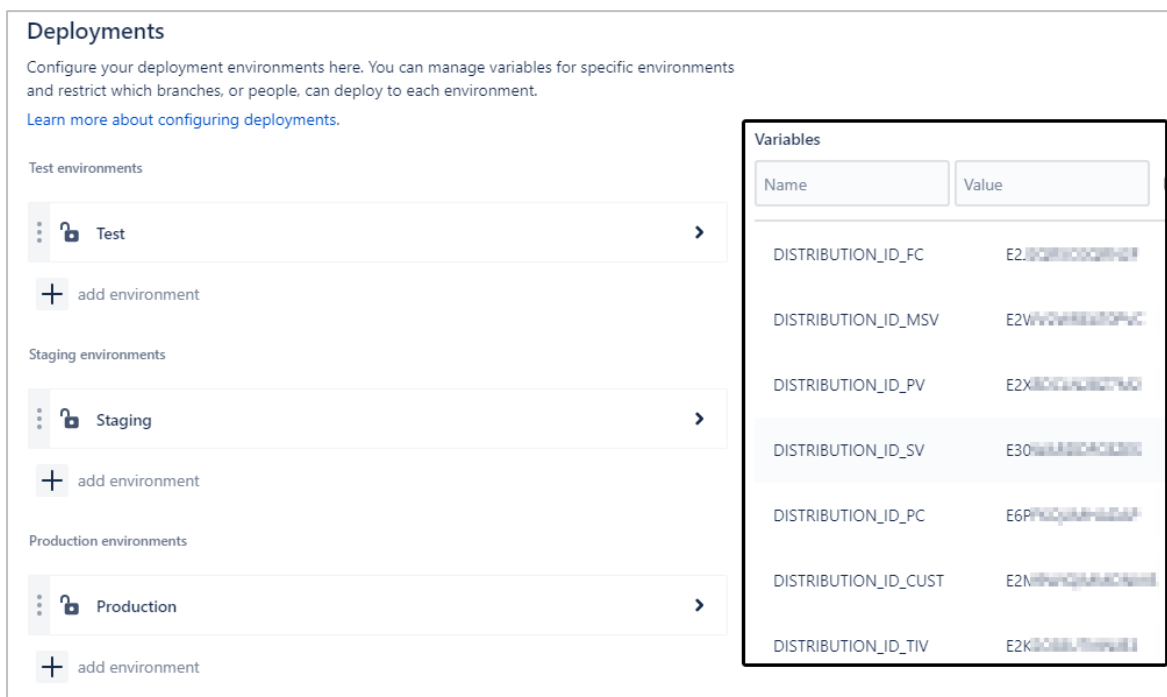 Deployments
Configure your deployment environments here. You can manage variables for specific environments
and restrict which branches, or people, can deploy to each environment.
Learn more about configuring deployments.
Test environments
Test
add environment
Staging environments
Staging
add environment
Production environments
Production
add environment
Variables
Name Value
DISTRIBUTION_ID_FC
DISTRIBUTION_ID_MSV
DISTRIBUTION_ID_PV
DISTRIBUTION_ID_SV
DISTRIBUTION_ID_PC
DISTRIBUTION_ID_CUST
DISTRIBUTION_ID_TIV